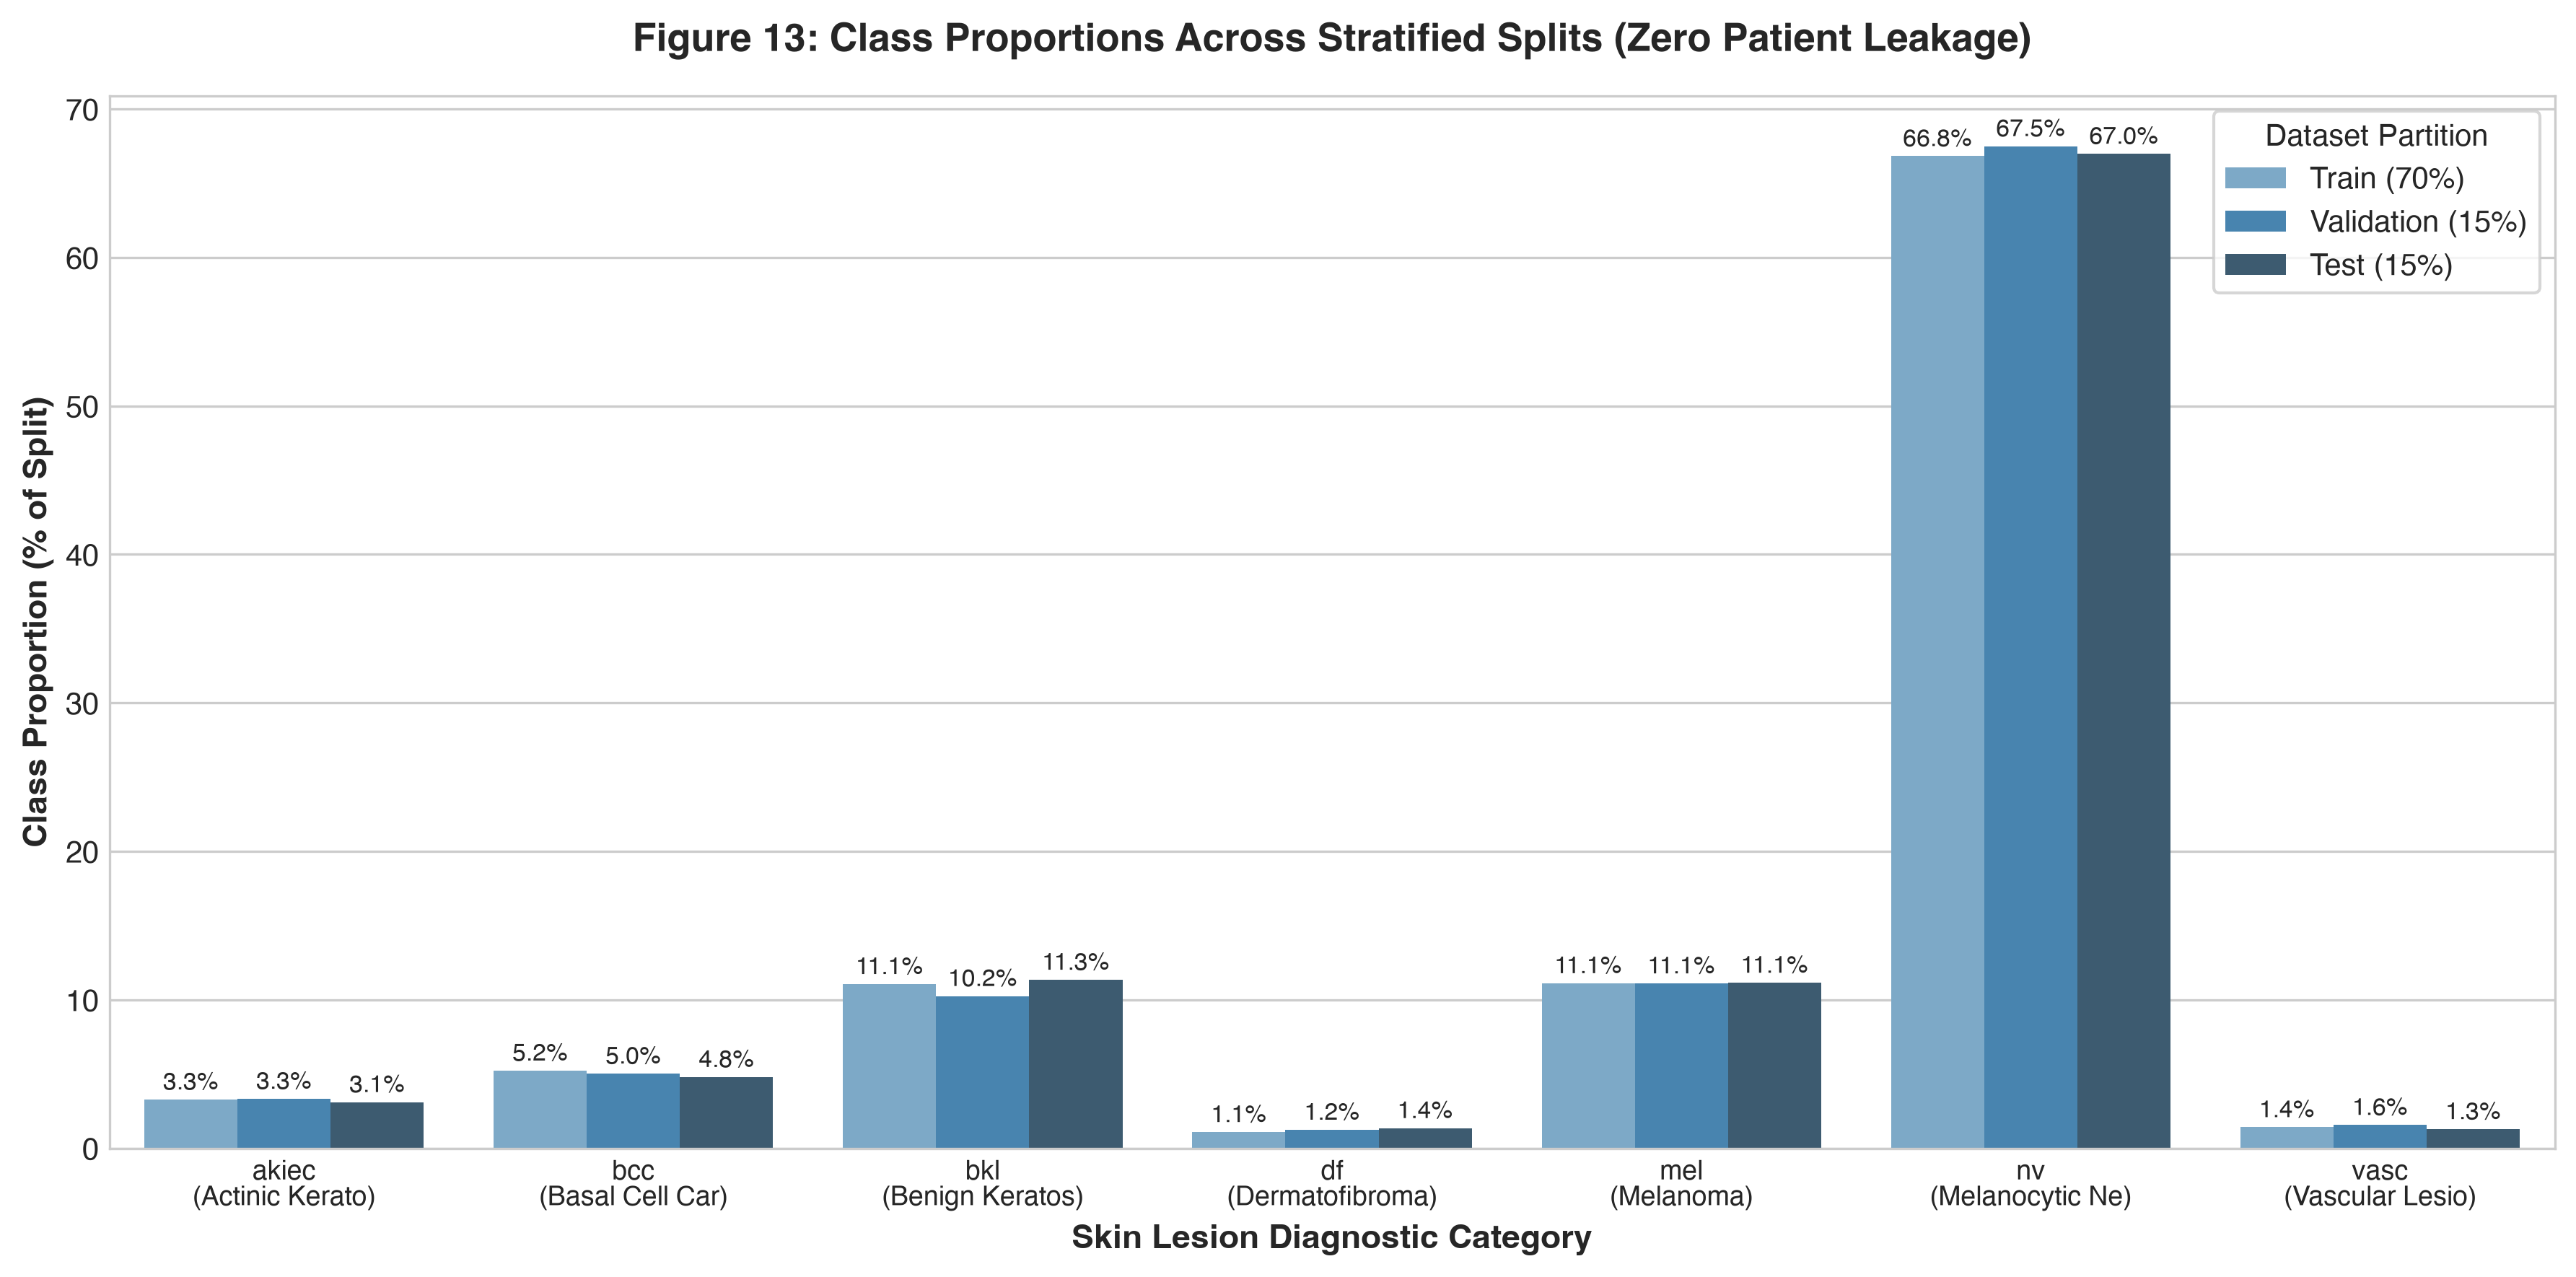 Figure 13: Class Proportions Across Stratified Splits (Zero Patient Leakage)
Class Proportion (% of Split)
70
60
50
40
30
20
10
0
Dataset Partition
Train (70%)
Validation (15%)
Test (15%)
3.3%
3.3%
3.1%
5.2%
5.0%
4.8%
11.1%
10.2%
11.3%
1.1%
1.2%
1.4%
11.1%
11.1%
11.1%
66.8%
67.5%
67.0%
1.4%
1.6%
1.3%
akiec
(Actinic Kerato)
bcc
(Basal Cell Car)
bkl
(Benign Keratos)
df
(Dermatofibroma)
mel
(Melanoma)
nv
(Melanocytic Ne)
vasc
(Vascular Lesio)
Skin Lesion Diagnostic Category